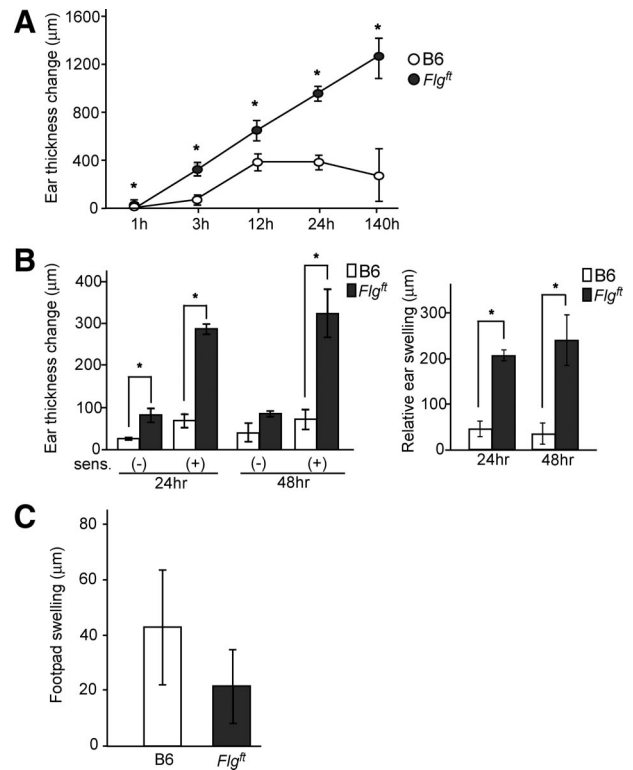 A
Ear thickness change (μm)
1600
1200
800
400
0
*
*
*
*
*
1h
3h
12h
24h
140h
B6
Flgft
B
Ear thickness change (μm)
400
300
200
100
0
*
*
*
B6
Flgft
sens.
(-)
(+)
(-)
(+)
24hr
48hr
Relative ear swelling (μm)
300
200
100
0
*
*
B6
Flgft
24hr
48hr
C
Footpad swelling (μm)
80
60
40
20
0
B6
Flgft